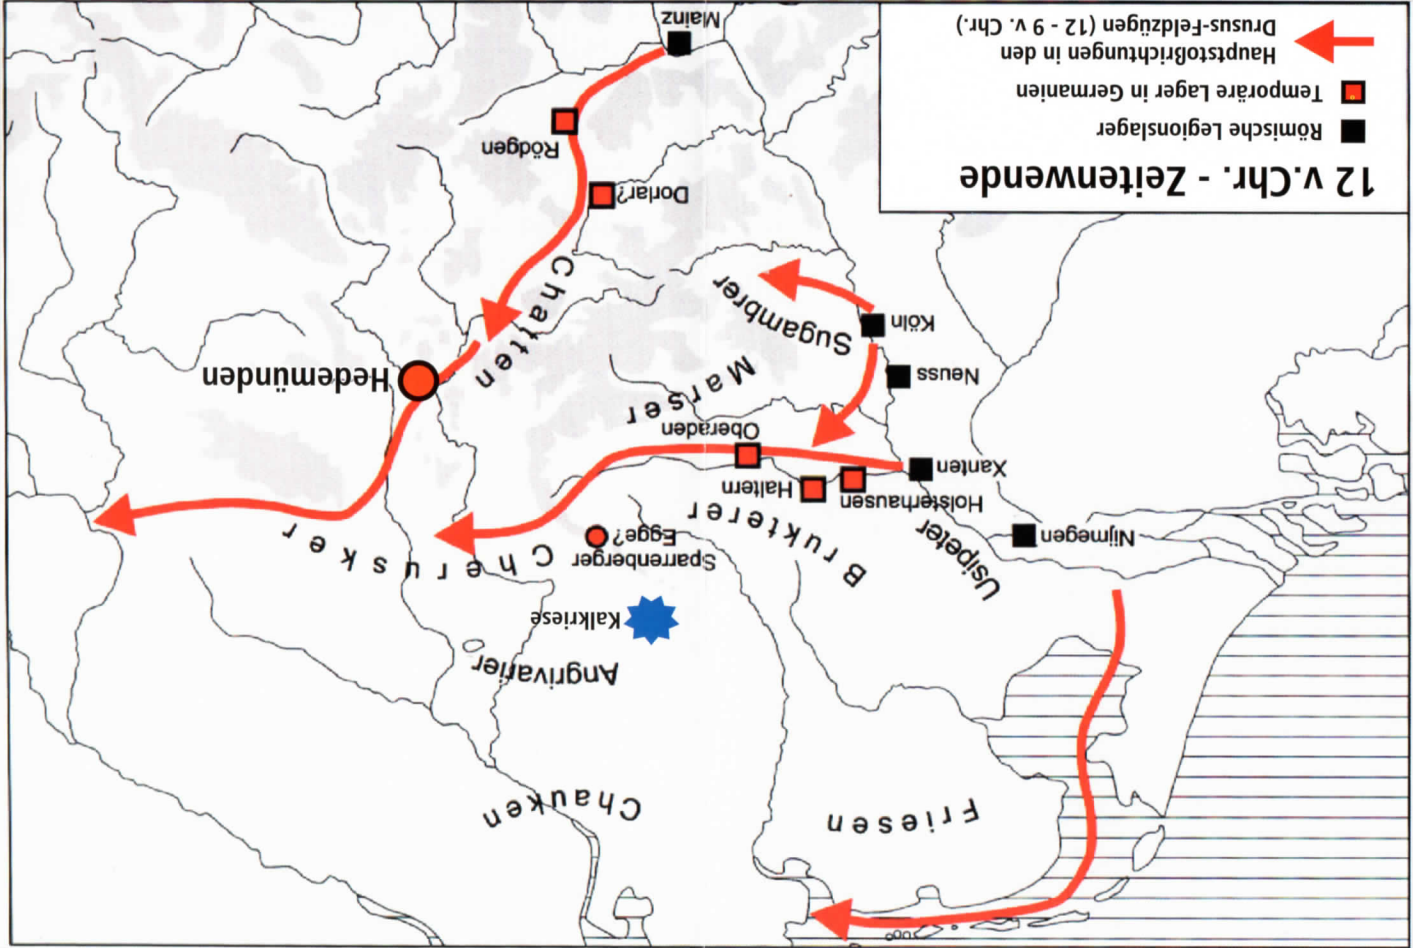 Friesen
Chauken
Angrivarier
Kalkriese
Sparrenberger
Egge?
Cherusker
Usipeter
Nijmegen
Brukterer
Holsterhausen
Haltern
Xanten
Oberaden
Marser
Neuss
Hedemünden
Köln
Sugambrer
Chatten
Dorlar?
Rödgen
Mainz
12 v.Chr. - Zeitenwende
Römische Legionslager
Temporäre Lager in Germanien
Hauptstoßrichtungen in den
Drusus-Feldzügen (12 - 9 v. Chr.)